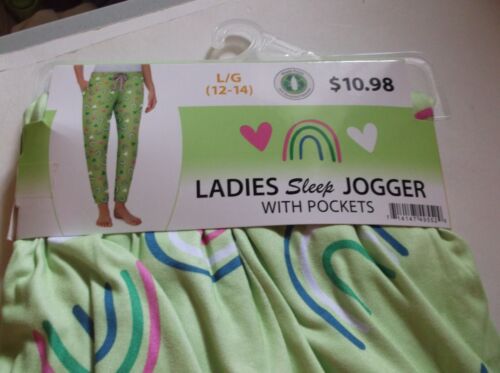 L/G
(12-14)
$10.98
LADIES Sleep JOGGER
WITH POCKETS